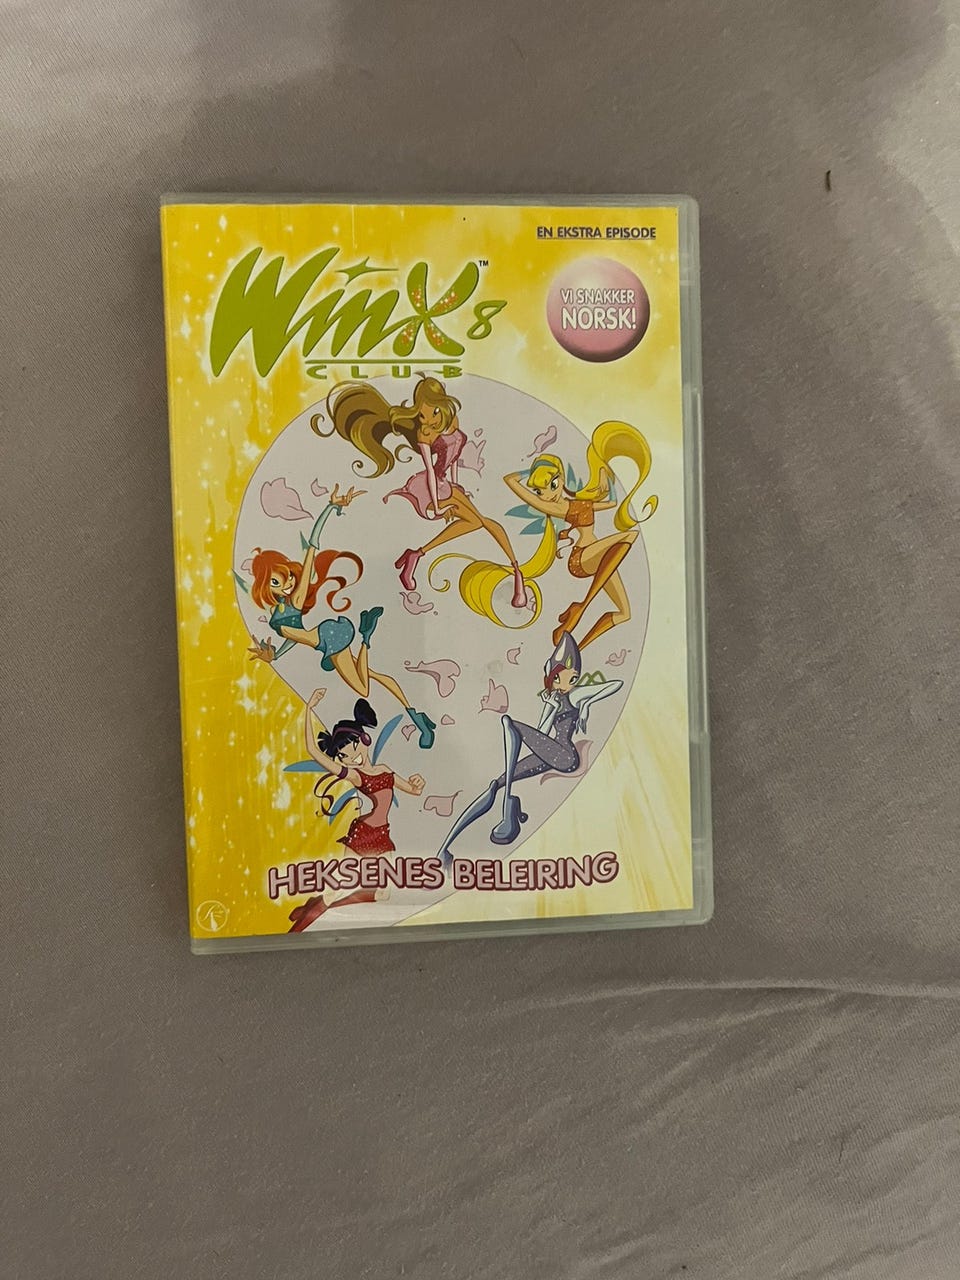 EN EKSTRA EPISODE
Winx™ 8
CLUB
VI SNAKKER
NORSK!
HEKSENES BELEIRING